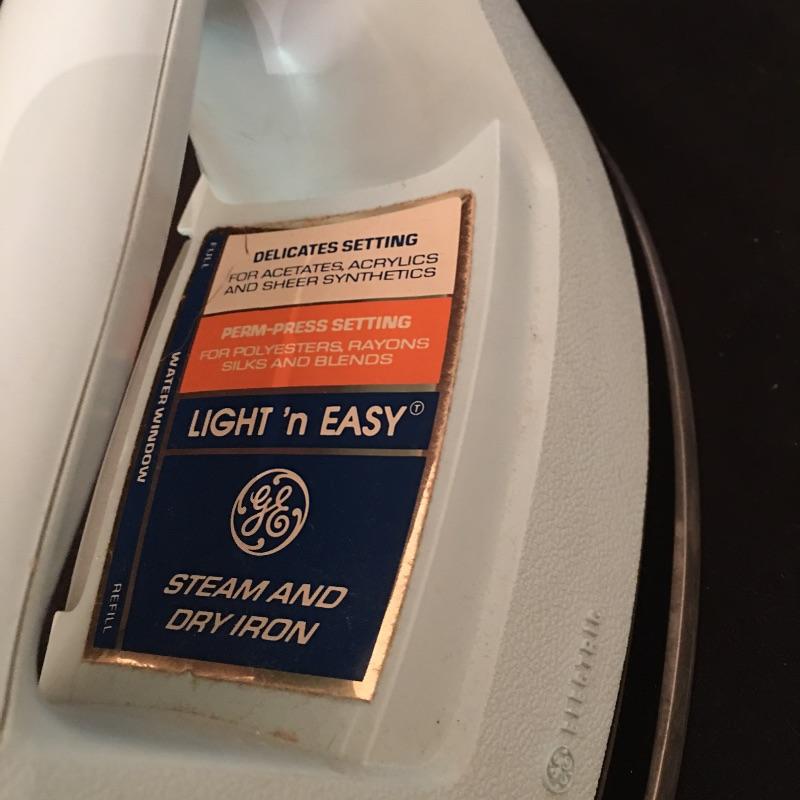 FULL
DELICATES SETTING
FOR ACETATES, ACRYLICS
AND SHEER SYNTHETICS
PERM-PRESS SETTING
FOR POLYESTERS, RAYONS
SILKS AND BLENDS
WATER WINDOW
LIGHT 'n EASY Ⓣ
GE
STEAM AND
DRY IRON
REFILL